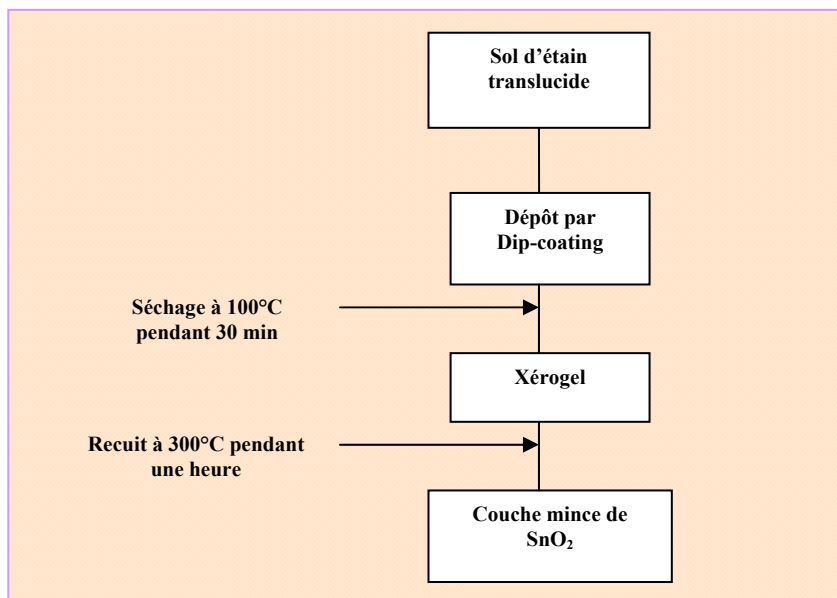 Sol d'étain
translucide
Dépôt par
Dip-coating
Séchage à 100°C
pendant 30 min
Xérogel
Recuit à 300°C pendant
une heure
Couche mince de
SnO₂